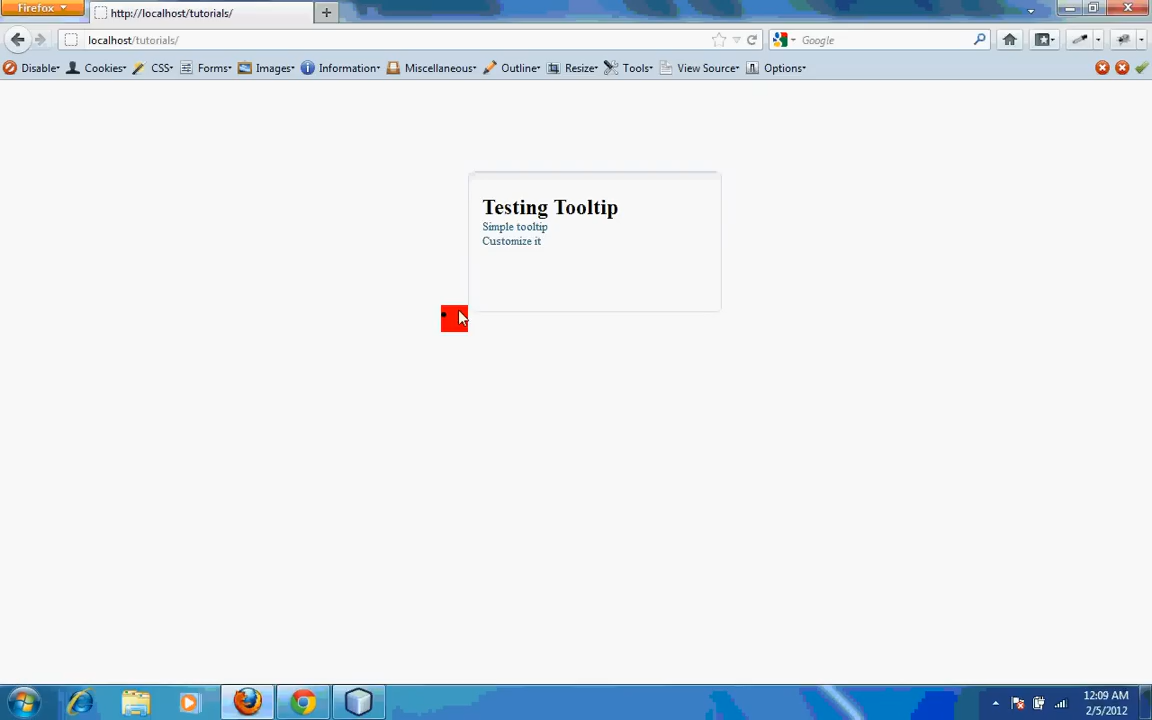 Firefox
http://localhost/tutorials/
localhost/tutorials/
Google
Disable Cookies CSS Forms Images Information Miscellaneous Outline Resize Tools View Source Options
Testing Tooltip
Simple tooltip
Customize it
12:09 AM
2/5/2012